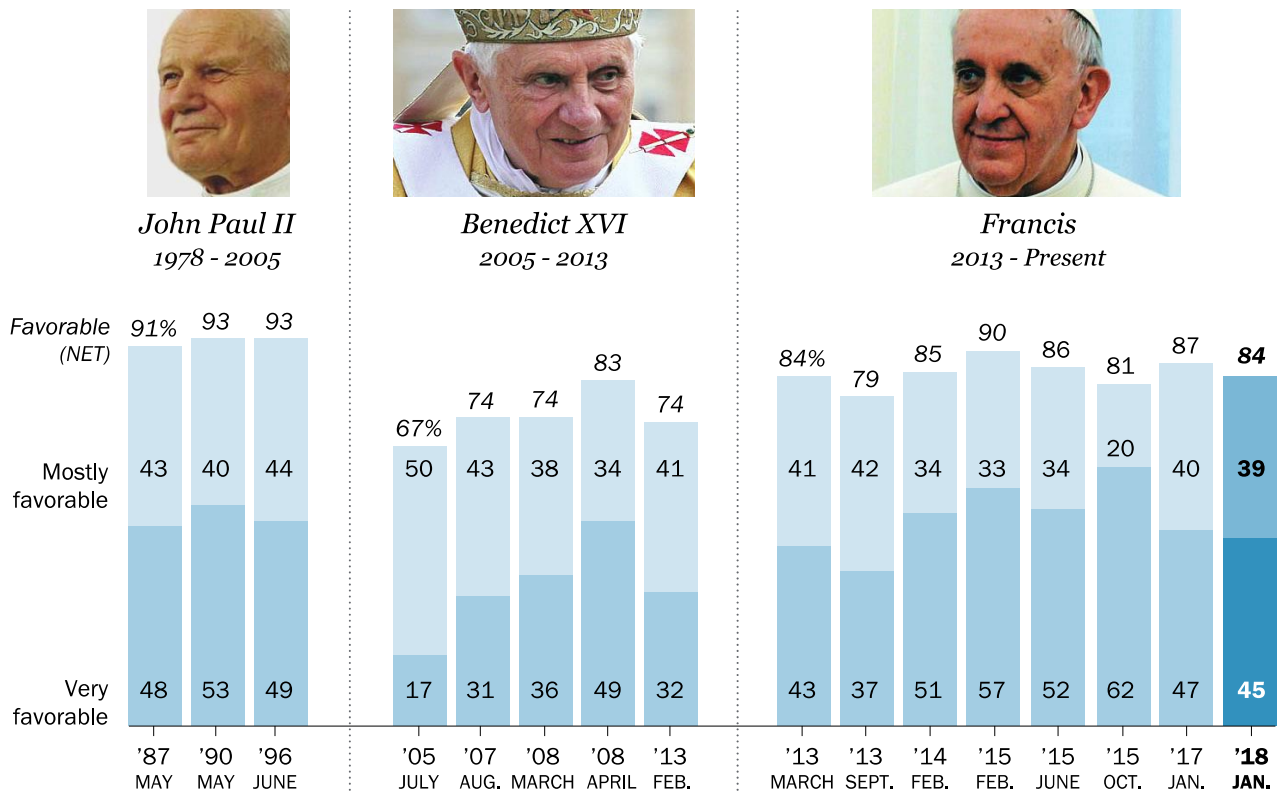 John Paul II
1978 - 2005
Benedict XVI
2005 - 2013
Francis
2013 - Present
Favorable
(NET)
91% 93 93
67% 74 74 83 74
84% 79 85 90 86 81 87 84
Mostly
favorable
43 40 44
50 43 38 34 41
41 42 34 33 34 20 40 39
Very
favorable
48 53 49
17 31 36 49 32
43 37 51 57 52 62 47 45
’87 ’90 ’96
MAY MAY JUNE
’05 ’07 ’08 ’08 ’13
JULY AUG. MARCH APRIL FEB.
’13 ’13 ’14 ’15 ’15 ’15 ’17 ’18
MARCH SEPT. FEB. FEB. JUNE OCT. JAN. JAN.